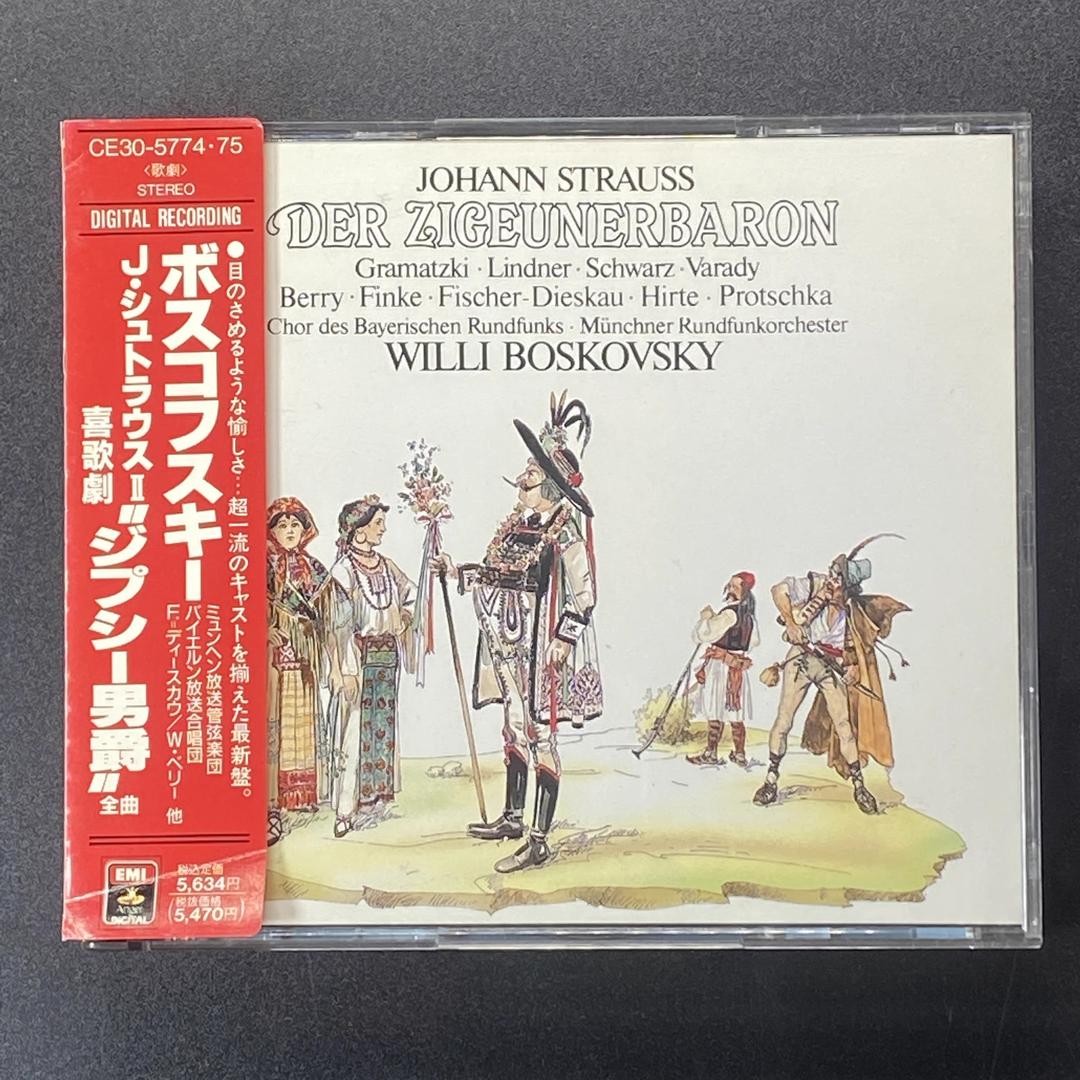 CE30-5774・75
〈歌劇〉
STEREO
DIGITAL RECORDING
●目のさめるような愉しさ…超一流のキャストを揃えた最新盤。
ボスコフスキー
J・シュトラウスⅡ
喜歌劇
"ジプシー男爵"
全曲
ミュンヘン放送管弦楽団
バイエルン放送合唱団
F=ディースカウ/W・ベリー 他
EMI
Angel
DIGITAL
税込定価
5,634円
(税抜価格
5,470円)
JOHANN STRAUSS
DER ZIGEUNERBARON
Gramatzki · Lindner · Schwarz · Varady
Berry · Finke · Fischer-Dieskau · Hirte · Protschka
Chor des Bayerischen Rundfunks · Münchner Rundfunkorchester
WILLI BOSKOVSKY